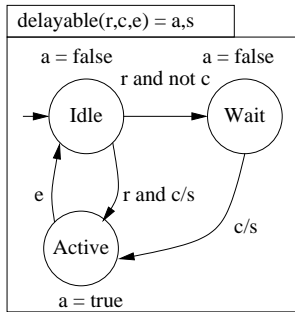 delayable(r,c,e) = a,s
a = false
a = false
r and not c
Idle
Wait
e
r and c/s
c/s
Active
a = true